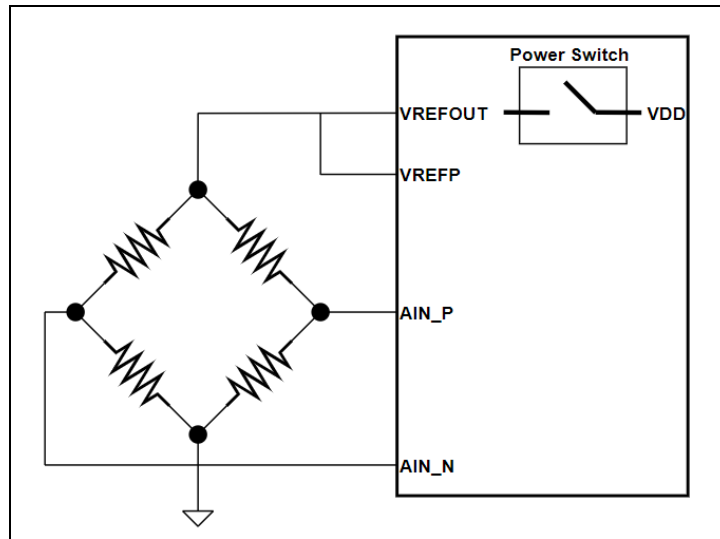 Power Switch
VREFOUT
VDD
VREFP
AIN_P
AIN_N